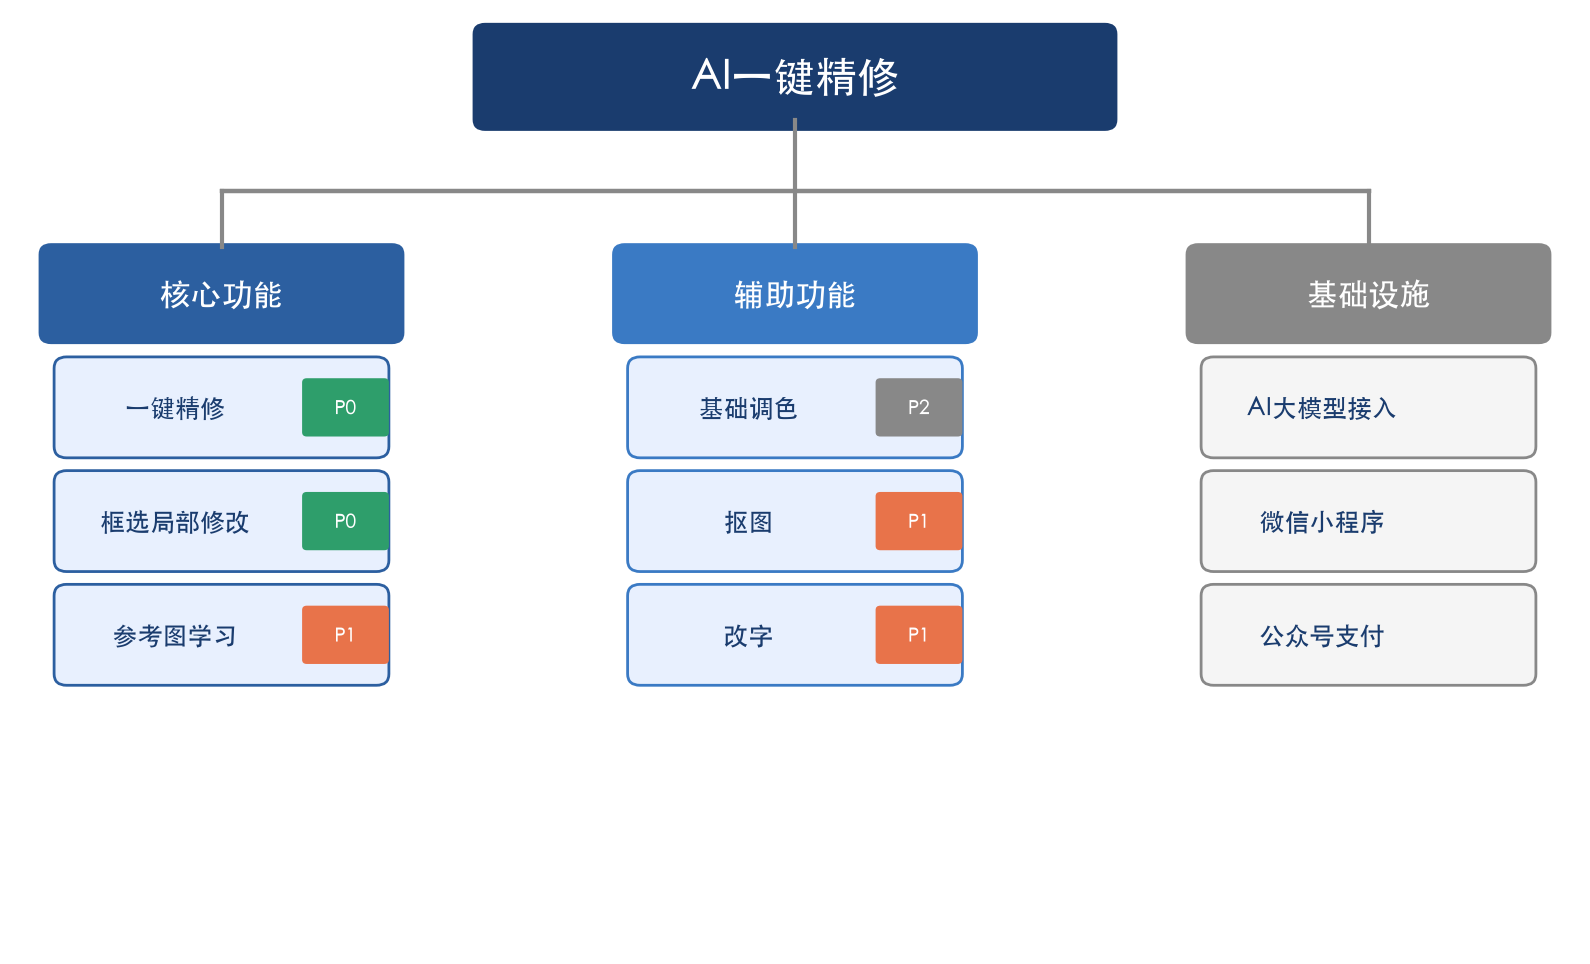 AI一键精修
核心功能
一键精修 P0
框选局部修改 P0
参考图学习 P1
辅助功能
基础调色 P2
抠图 P1
改字 P1
基础设施
AI大模型接入
微信小程序
公众号支付